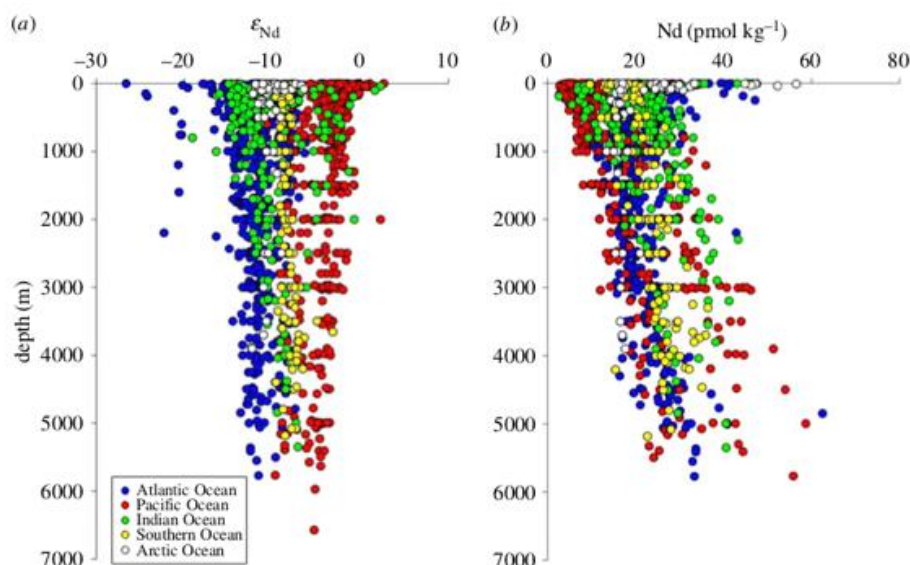 (a) εNd
−30 −20 −10 0 10
0
1000
2000
3000
4000
5000
6000
7000
depth (m)
Atlantic Ocean
Pacific Ocean
Indian Ocean
Southern Ocean
Arctic Ocean
(b) Nd (pmol kg⁻¹)
0 20 40 60 80
0
1000
2000
3000
4000
5000
6000
7000